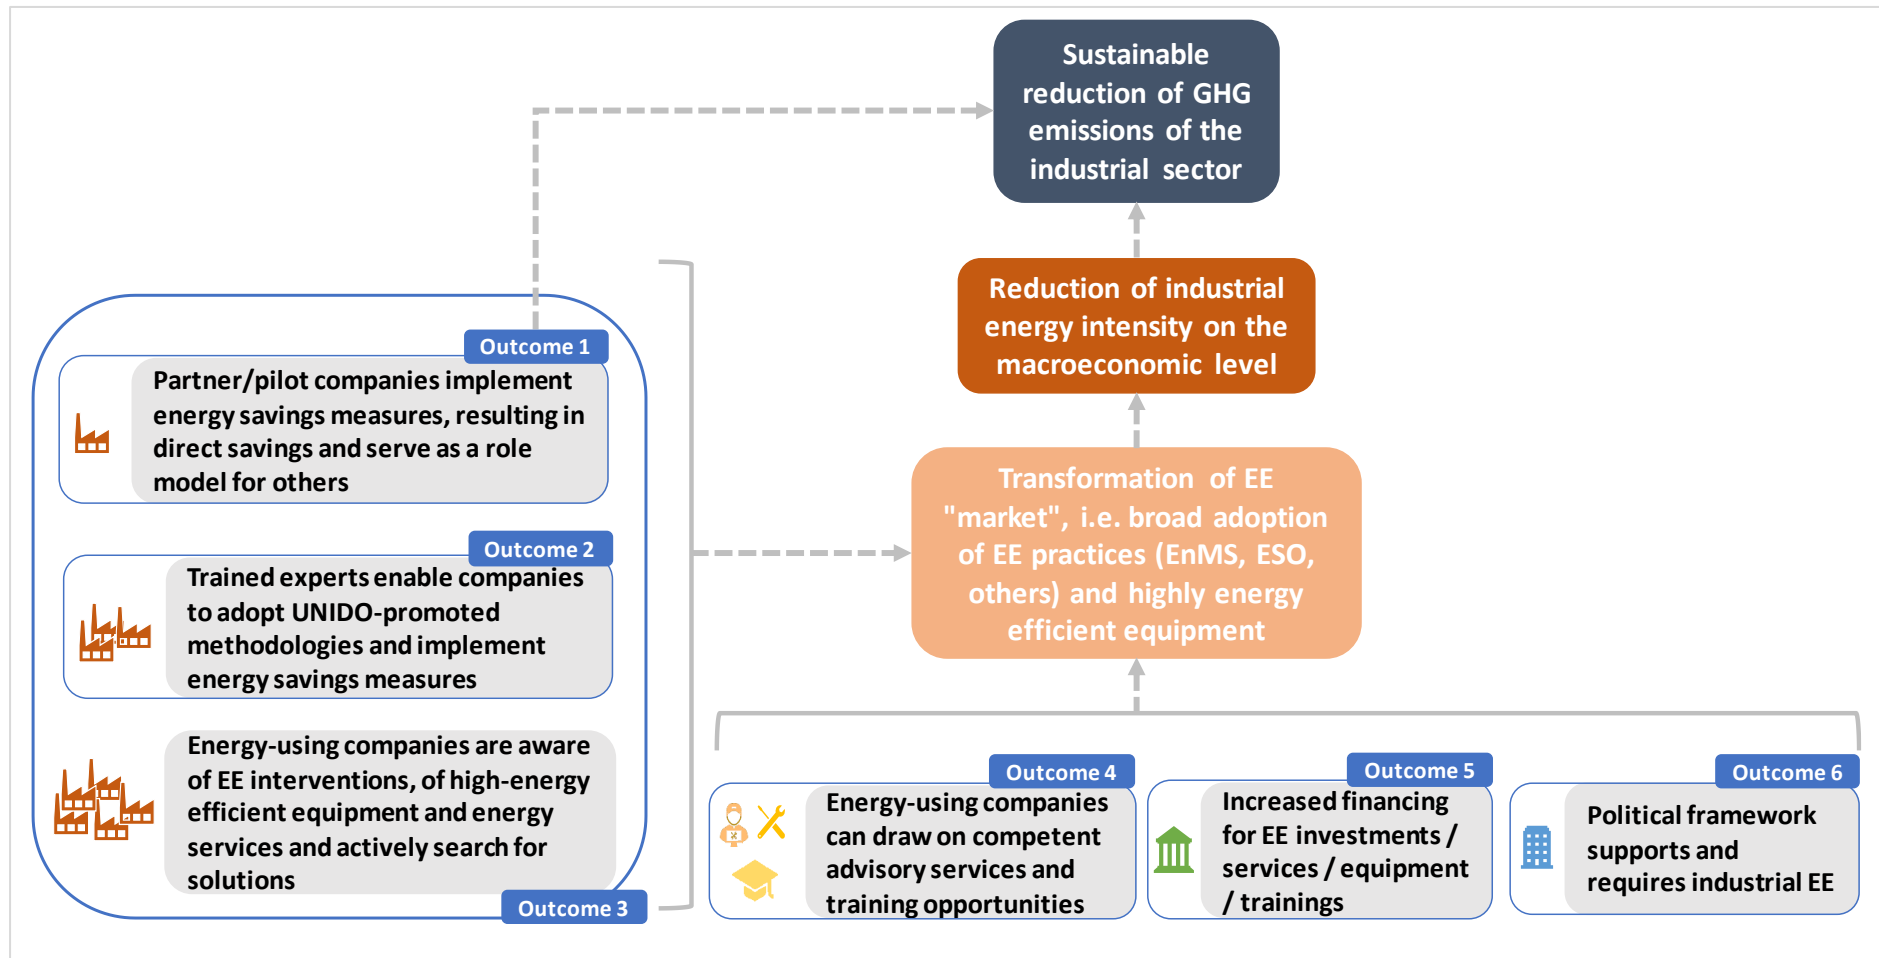 Sustainable
reduction of GHG
emissions of the
industrial sector
Reduction of industrial
energy intensity on the
macroeconomic level
Transformation of EE
"market", i.e. broad adoption
of EE practices (EnMS, ESO,
others) and highly energy
efficient equipment
Outcome 1
Partner/pilot companies implement
energy savings measures, resulting in
direct savings and serve as a role
model for others
Outcome 2
Trained experts enable companies
to adopt UNIDO-promoted
methodologies and implement
energy savings measures
Energy-using companies are aware
of EE interventions, of high-energy
efficient equipment and energy
services and actively search for
solutions
Outcome 3
Outcome 4
Energy-using companies
can draw on competent
advisory services and
training opportunities
Outcome 5
Increased financing
for EE investments /
services / equipment
/ trainings
Outcome 6
Political framework
supports and
requires industrial EE